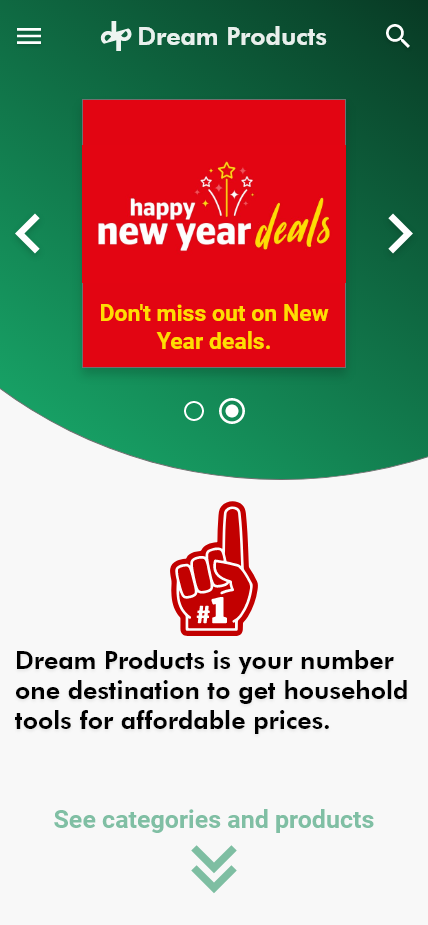 Dream Products
happy
new year deals
Don't miss out on New
Year deals.
#1
Dream Products is your number
one destination to get household
tools for affordable prices.
See categories and products